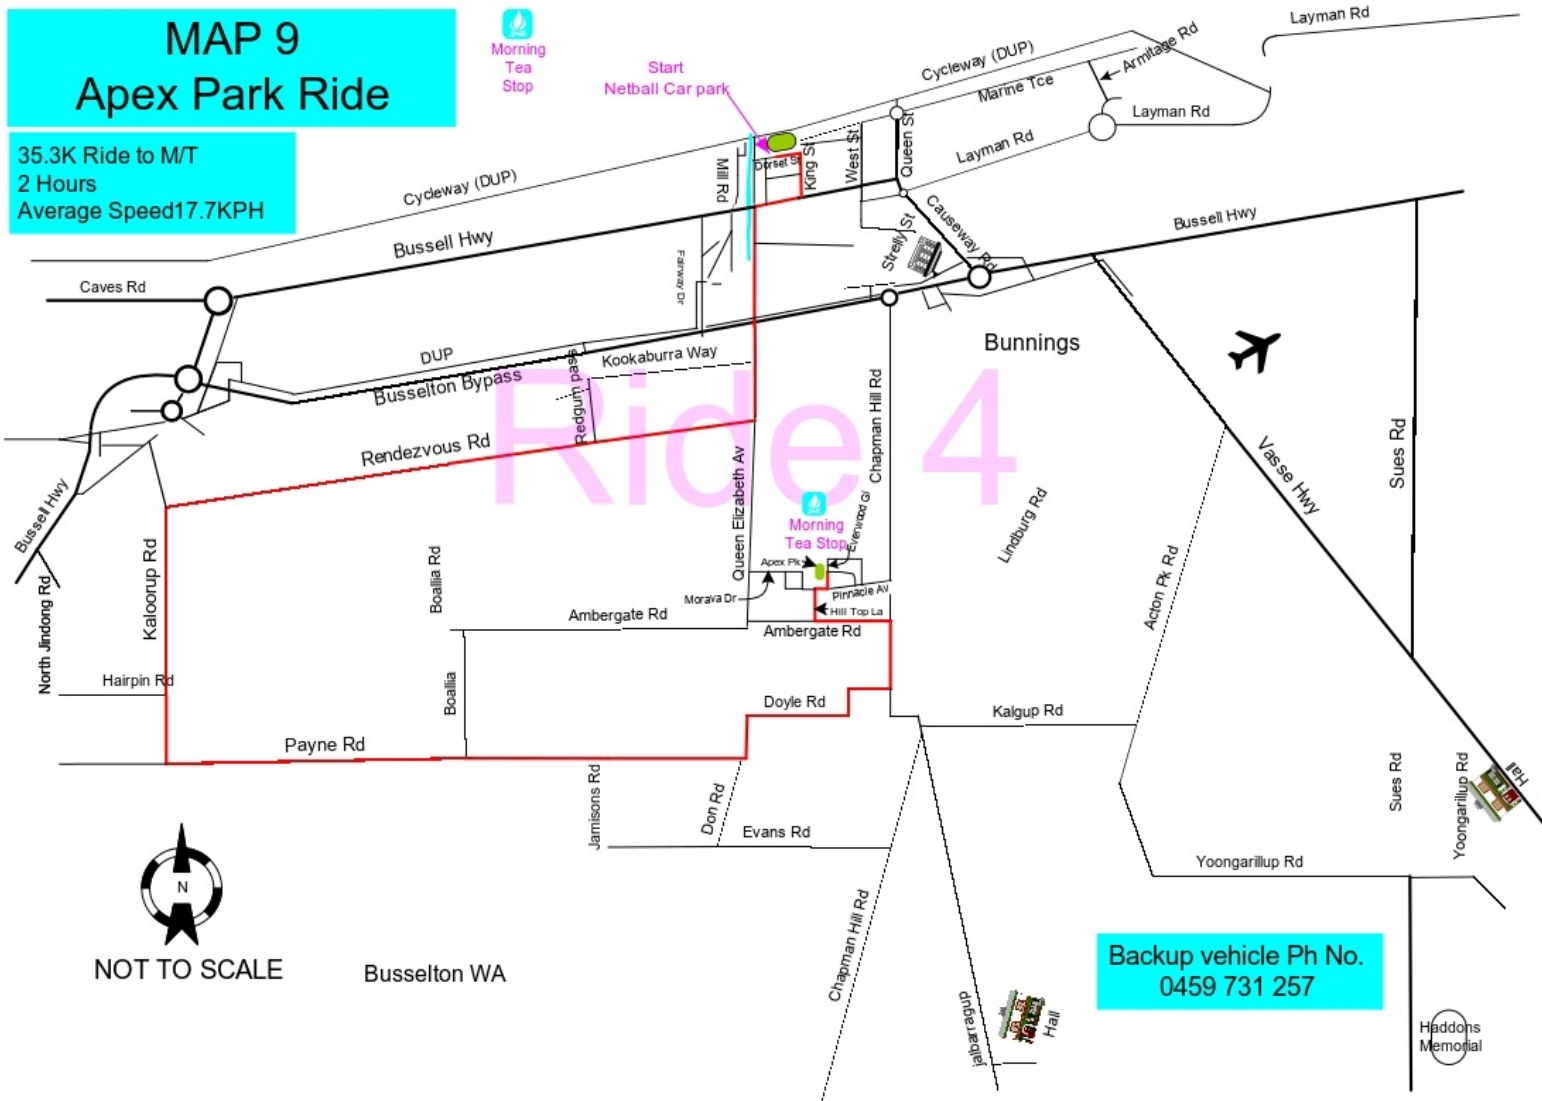 MAP 9
Apex Park Ride
35.3K Ride to M/T
2 Hours
Average Speed17.7KPH
Morning
Tea
Stop
Start
Netball Car park
Layman Rd
Cycleway (DUP)
Armitage Rd
Marine Tce
Layman Rd
Layman Rd
Queen St
West St
King St
Dorset St
Mill Rd
Cycleway (DUP)
Bussell Hwy
Bussell Hwy
Causeway Rd
Strelly St
Fairway Dr
Caves Rd
DUP
Busselton Bypass
Kookaburra Way
Redgum pass
Bunnings
Ride 4
Rendezvous Rd
Queen Elizabeth Av
Chapman Hill Rd
Vasse Hwy
Sues Rd
Lindburg Rd
Acton Pk Rd
Bussell Hwy
North Jindong Rd
Kaloorup Rd
Boallia Rd
Morning
Tea Stop
Everwood G/
Apex Pk
Morava Dr
Pinnacle Av
Hill Top La
Ambergate Rd
Ambergate Rd
Hairpin Rd
Boallia
Doyle Rd
Kalgup Rd
Payne Rd
Jamisons Rd
Don Rd
Evans Rd
Sues Rd
Yoongarillup Rd
Hall
Yoongarillup Rd
N
NOT TO SCALE
Busselton WA
Chapman Hill Rd
jalbarragup
Hall
Backup vehicle Ph No.
0459 731 257
Haddons
Memorial